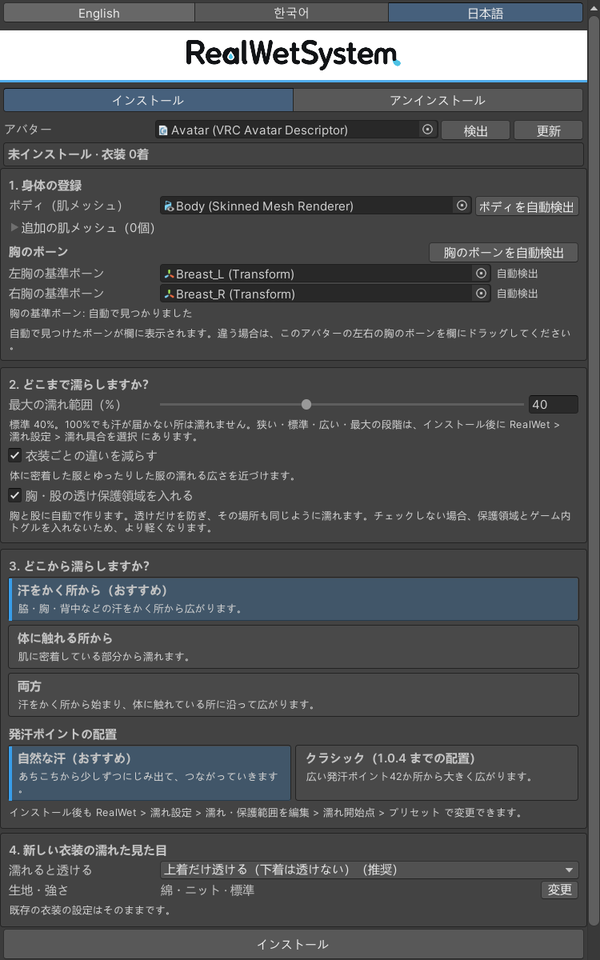 English 한국어 日本語
RealWetSystem.
インストール アンインストール
アバター Avatar (VRC Avatar Descriptor) 検出 更新
未インストール · 衣装 0着
1. 身体の登録
ボディ（肌メッシュ） Body (Skinned Mesh Renderer) ボディを自動検出
追加の肌メッシュ（0個）
胸のボーン 胸のボーンを自動検出
左胸の基準ボーン Breast_L (Transform) 自動検出
右胸の基準ボーン Breast_R (Transform) 自動検出
胸の基準ボーン: 自動で見つかりました
自動で見つけたボーンが欄に表示されます。違う場合は、このアバターの左右の胸のボーンを欄にドラッグしてください
。
2. どこまで濡らしますか?
最大の濡れ範囲（%） 40
標準 40%。100%でも汗が届かない所は濡れません。狭い・標準・広い・最大の段階は、インストール後に RealWet >
濡れ設定 > 濡れ具合を選択 にあります。
衣装ごとの違いを減らす
体に密着した服とゆったりした服の濡れる広さを近づけます。
胸・股の透け保護領域を入れる
胸と股に自動で作ります。透けだけを防ぎ、その場所も同じように濡れます。チェックしない場合、保護領域とゲーム内
トグルを入れないため、より軽くなります。
3. どこから濡らしますか?
汗をかく所から（おすすめ）
脇・胸・背中などの汗をかく所から広がります。
体に触れる所から
肌に密着している部分から濡れます。
両方
汗をかく所から始まり、体に触れている所に沿って広がります。
発汗ポイントの配置
自然な汗（おすすめ） クラシック（1.0.4 までの配置）
あちこちから少しずつにじみ出て、つながっていきます 広い発汗ポイント42か所から大きく広がります。
。
インストール後も RealWet > 濡れ設定 > 濡れ・保護範囲を編集 > 濡れ開始点 > プリセット で変更できます。
4. 新しい衣装の濡れた見た目
濡れると透ける 上着だけ透ける（下着は透けない）（推奨）
生地・強さ 綿・ニット · 標準 変更
既存の衣装の設定はそのままです。
インストール